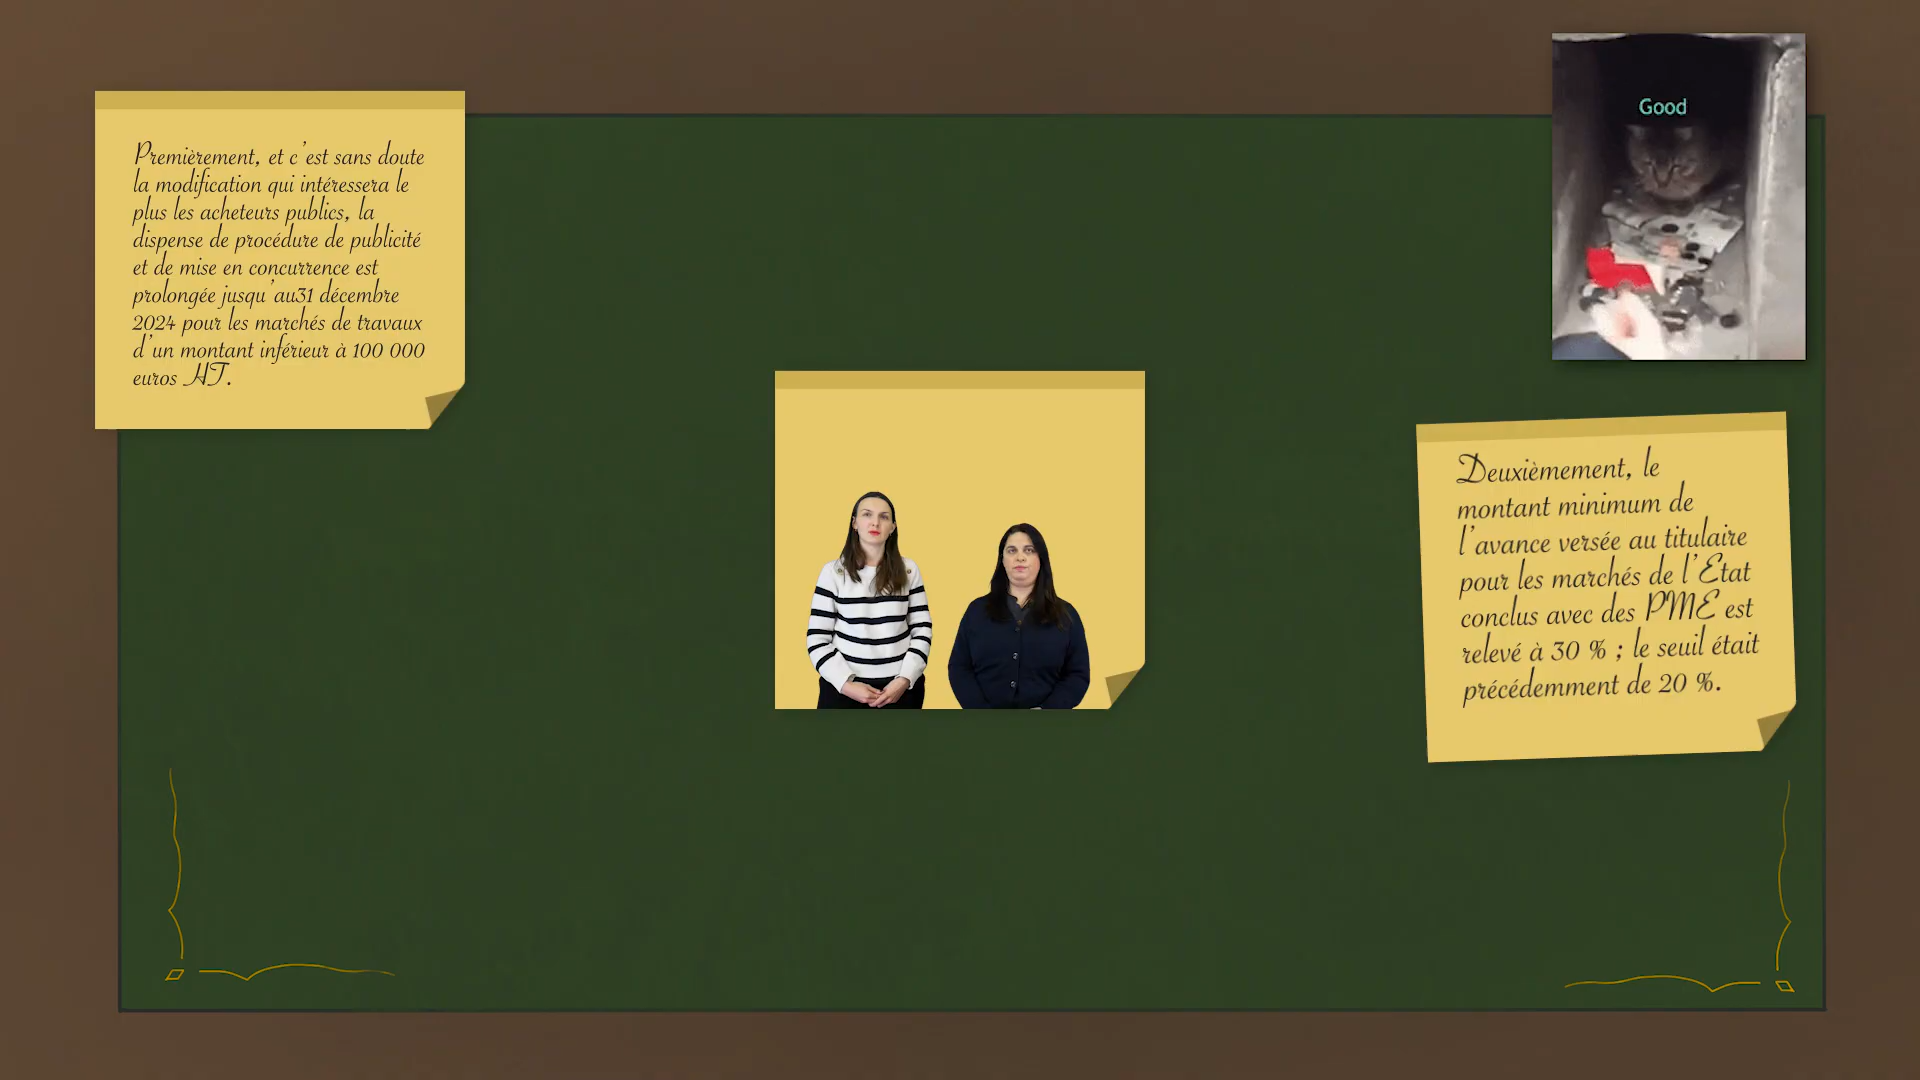 Premièrement, et c'est sans doute
la modification qui intéressera le
plus les acheteurs publics, la
dispense de procédure de publicité
et de mise en concurrence est
prolongée jusqu'au31 décembre
2024 pour les marchés de travaux
d'un montant inférieur à 100 000
euros HT.
Good
Deuxièmement, le
montant minimum de
l'avance versée au titulaire
pour les marchés de l'Etat
conclus avec des PME est
relevé à 30 % ; le seuil était
précédemment de 20 %.